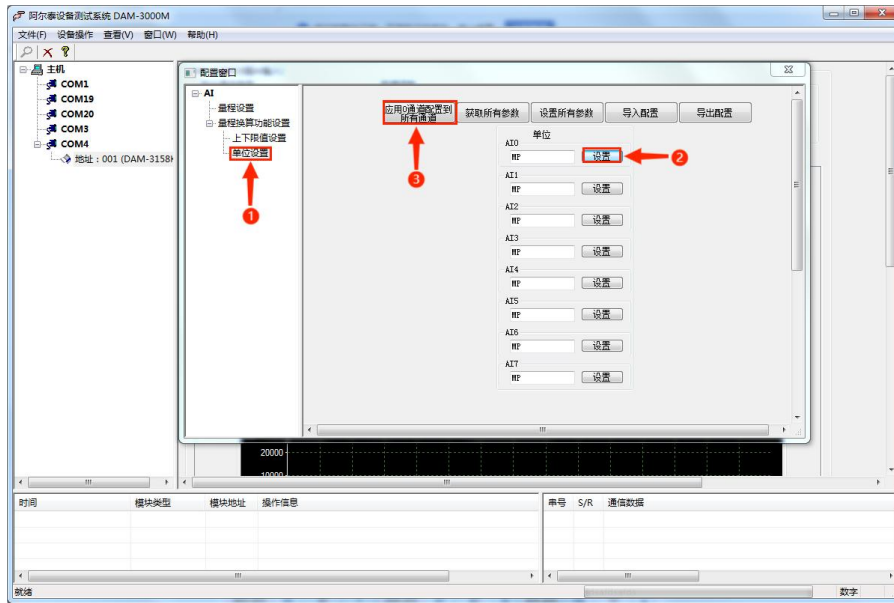 阿尔泰设备测试系统 DAM-3000M
文件(F) 设备操作 查看(V) 窗口(W) 帮助(H)
主机
COM1
COM19
COM20
COM3
COM4
地址：001 (DAM-3158H
配置窗口
AI
量程设置
量程换算功能设置
上下限值设置
单位设置
1
应用0通道配置到
所有通道
获取所有参数
设置所有参数
导入配置
导出配置
3
单位
AI0
MP 设置
2
AI1
MP 设置
AI2
MP 设置
AI3
MP 设置
AI4
MP 设置
AI5
MP 设置
AI6
MP 设置
AI7
MP 设置
20000
10000
时间 模块类型 模块地址 操作信息
串号 S/R 通信数据
就绪
数字